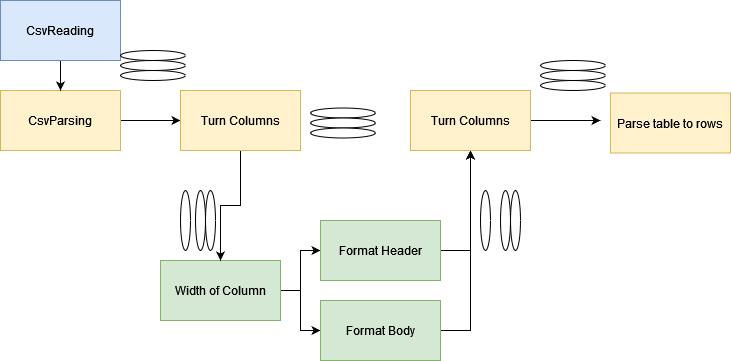 CsvReading
CsvParsing
Turn Columns
Turn Columns
Parse table to rows
Width of Column
Format Header
Format Body